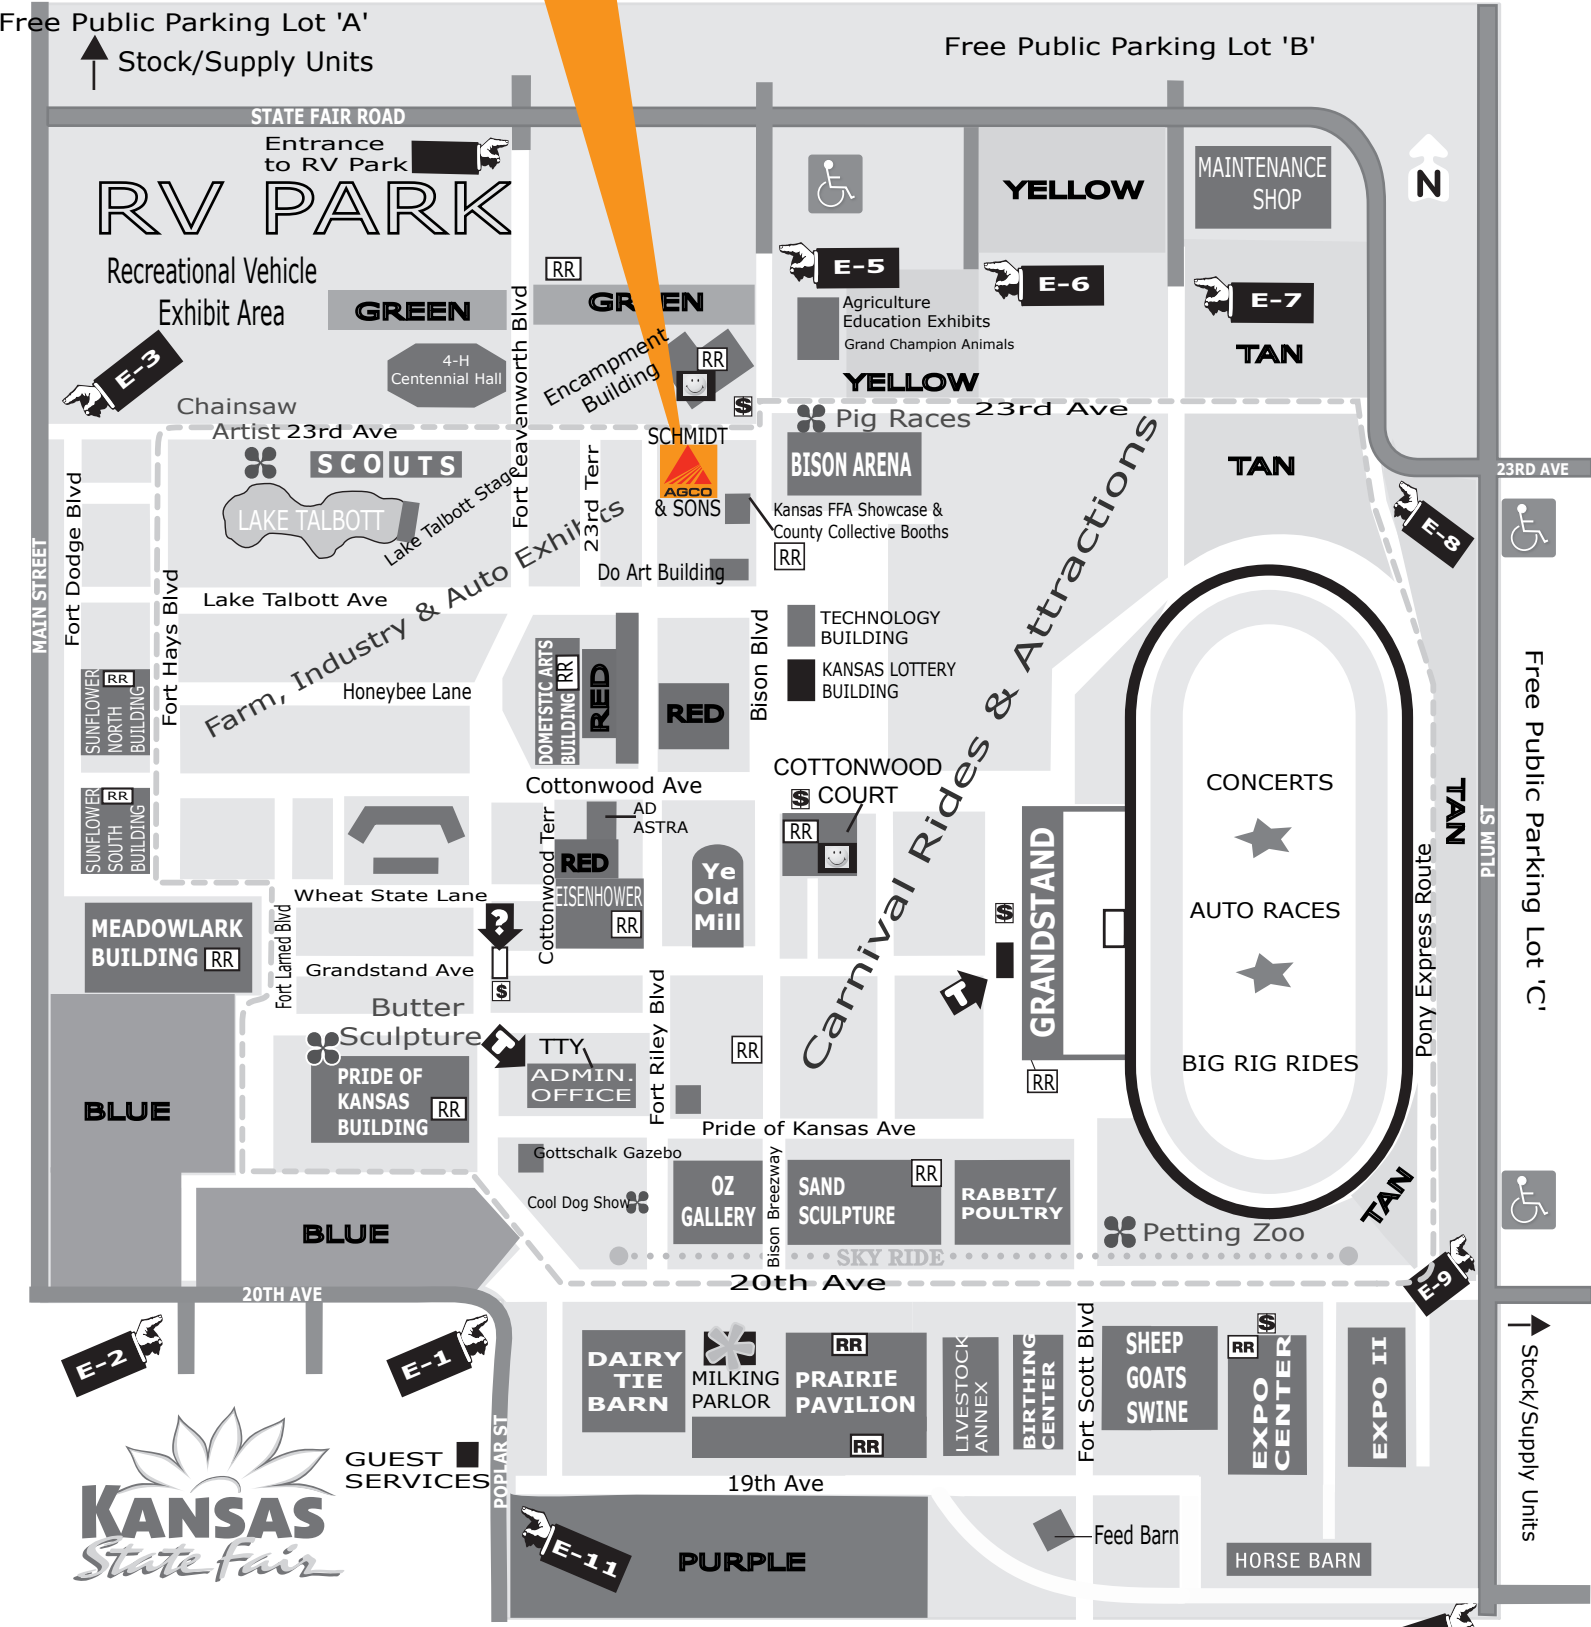 Free Public Parking Lot 'A'
Stock/Supply Units
Free Public Parking Lot 'B'
STATE FAIR ROAD
Entrance
to RV Park
RV PARK
Recreational Vehicle
Exhibit Area
MAINTENANCE
SHOP
N
YELLOW
RR
E-5
E-6
E-7
GREEN
GREEN
Agriculture
Education Exhibits
Grand Champion Animals
E-3
4-H
Centennial Hall
Fort Leavenworth Blvd
Encampment
Building
RR
TAN
YELLOW
$
Chainsaw
Artist
23rd Ave
Pig Races
23rd Ave
SCHMIDT
AGCO
& SONS
SCOUTS
LAKE TALBOTT
Lake Talbott Stage
23rd Terr
BISON ARENA
TAN
23RD AVE
Kansas FFA Showcase &
County Collective Booths
RR
E-8
MAIN STREET
Fort Dodge Blvd
Fort Hays Blvd
Do Art Building
Lake Talbott Ave
Farm, Industry & Auto Exhibits
Honeybee Lane
TECHNOLOGY
BUILDING
KANSAS LOTTERY
BUILDING
Bison Blvd
SUNFLOWER
NORTH
BUILDING
RR
DOMETSTIC ARTS
BUILDING
RR
RED
RED
Carnival Rides & Attractions
Free Public Parking Lot 'C'
Cottonwood Ave
COTTONWOOD
COURT
$
RR
SUNFLOWER
SOUTH
BUILDING
RR
AD
ASTRA
Cottonwood Terr
RED
EISENHOWER
RR
Ye
Old
Mill
CONCERTS
AUTO RACES
BIG RIG RIDES
TAN
PLUM ST
Pony Express Route
GRANDSTAND
$
T
RR
Wheat State Lane
MEADOWLARK
BUILDING
RR
Fort Larned Blvd
?
Grandstand Ave
$
Butter
Sculpture
T
TTY
ADMIN.
OFFICE
Fort Riley Blvd
RR
PRIDE OF
KANSAS
BUILDING
RR
BLUE
Pride of Kansas Ave
Gottschalk Gazebo
Cool Dog Show
OZ
GALLERY
Bison Breezway
SAND
SCULPTURE
RR
RABBIT/
POULTRY
TAN
Petting Zoo
BLUE
SKY RIDE
20th Ave
E-9
20TH AVE
E-2
E-1
DAIRY
TIE
BARN
MILKING
PARLOR
RR
PRAIRIE
PAVILION
RR
LIVESTOCK
ANNEX
BIRTHING
CENTER
Fort Scott Blvd
SHEEP
GOATS
SWINE
$
RR
EXPO
CENTER
EXPO II
Stock/Supply Units
GUEST
SERVICES
POPLAR ST
19th Ave
KANSAS
State Fair
E-11
PURPLE
Feed Barn
HORSE BARN